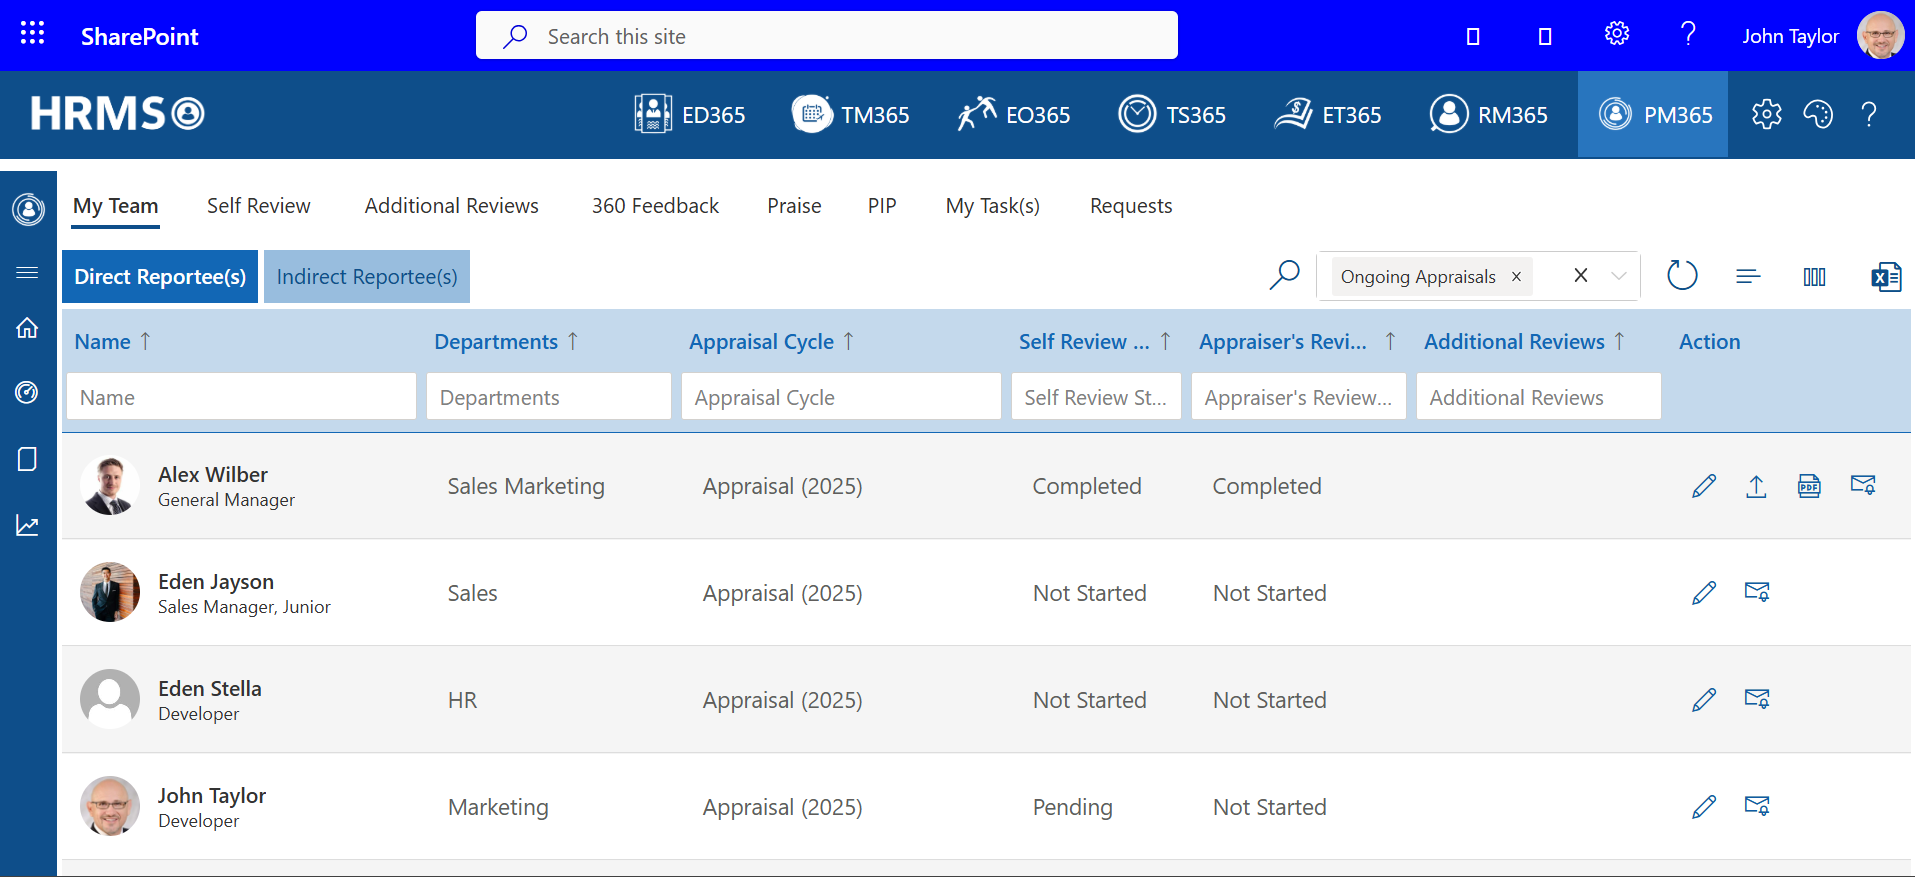 SharePoint
Search this site
John Taylor
HRMS
ED365
TM365
EO365
TS365
ET365
RM365
PM365
My Team
Self Review
Additional Reviews
360 Feedback
Praise
PIP
My Task(s)
Requests
Direct Reportee(s)
Indirect Reportee(s)
Ongoing Appraisals
Name
Departments
Appraisal Cycle
Self Review ...
Appraiser's Revi...
Additional Reviews
Action
Name
Departments
Appraisal Cycle
Self Review St...
Appraiser's Review...
Additional Reviews
Alex Wilber
General Manager
Sales Marketing
Appraisal (2025)
Completed
Completed
PDF
Eden Jayson
Sales Manager, Junior
Sales
Appraisal (2025)
Not Started
Not Started
Eden Stella
Developer
HR
Appraisal (2025)
Not Started
Not Started
John Taylor
Developer
Marketing
Appraisal (2025)
Pending
Not Started